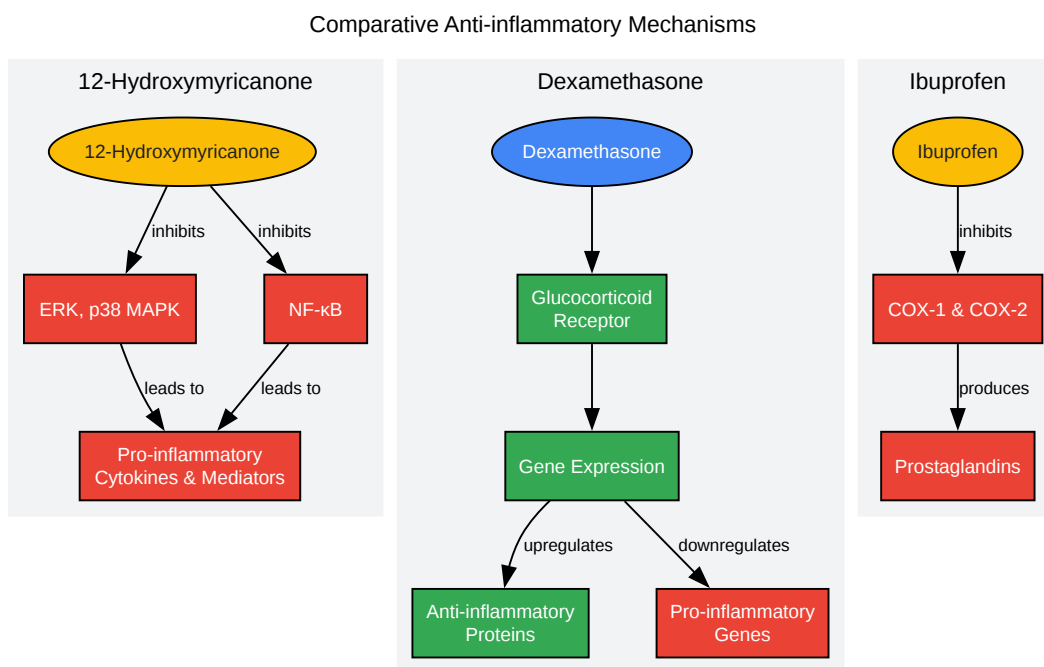 Comparative Anti-inflammatory Mechanisms
12-Hydroxymyricanone
12-Hydroxymyricanone
inhibits
inhibits
ERK, p38 MAPK
NF-κB
leads to
leads to
Pro-inflammatory
Cytokines & Mediators
Dexamethasone
Dexamethasone
Glucocorticoid
Receptor
Gene Expression
upregulates
downregulates
Anti-inflammatory
Proteins
Pro-inflammatory
Genes
Ibuprofen
Ibuprofen
inhibits
COX-1 & COX-2
produces
Prostaglandins